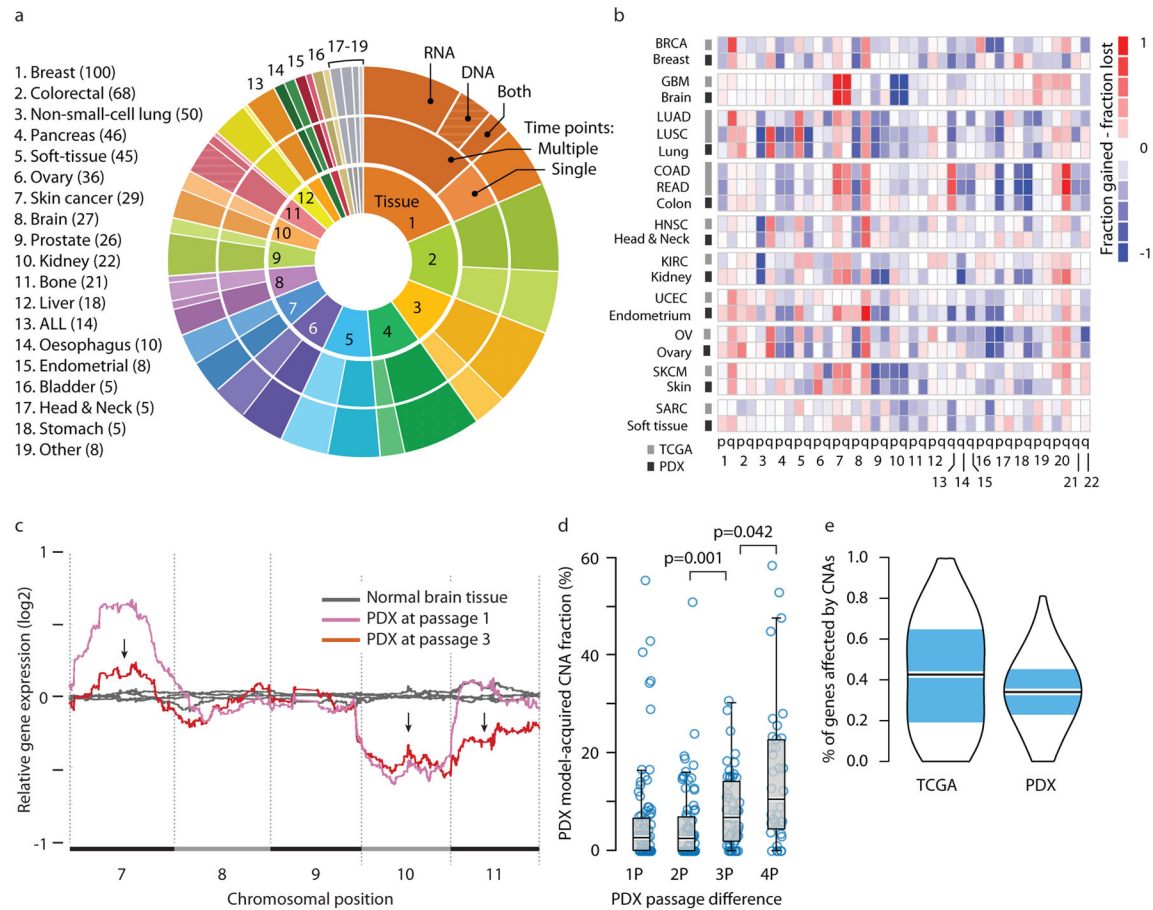 a
1. Breast (100)
2. Colorectal (68)
3. Non-small-cell lung (50)
4. Pancreas (46)
5. Soft-tissue (45)
6. Ovary (36)
7. Skin cancer (29)
8. Brain (27)
9. Prostate (26)
10. Kidney (22)
11. Bone (21)
12. Liver (18)
13. ALL (14)
14. Oesophagus (10)
15. Endometrial (8)
16. Bladder (5)
17. Head & Neck (5)
18. Stomach (5)
19. Other (8)
13 14 15 16 17-19
RNA
DNA
Both
Time points:
Multiple
Single
Tissue
1
2
3
4
5
6
7
8
9
10
11
12
b
BRCA
Breast
GBM
Brain
LUAD
LUSC
Lung
COAD
READ
Colon
HNSC
Head & Neck
KIRC
Kidney
UCEC
Endometrium
OV
Ovary
SKCM
Skin
SARC
Soft tissue
TCGA
PDX
p q p q p q p q p q p q p q p q p q p q p q p q q q q p q p q p q p q p q q q
1 2 3 4 5 6 7 8 9 10 11 12 16 17 18 19 20
13 14 15 21 22
1
0
-1
Fraction gained - fraction lost
c
Relative gene expression (log2)
1
0
-1
Normal brain tissue
PDX at passage 1
PDX at passage 3
7 8 9 10 11
Chromosomal position
d
PDX model-acquired CNA fraction (%)
60
40
20
0
p=0.001
p=0.042
1P 2P 3P 4P
PDX passage difference
e
% of genes affected by CNAs
1.0
0.8
0.6
0.4
0.2
0.0
TCGA PDX